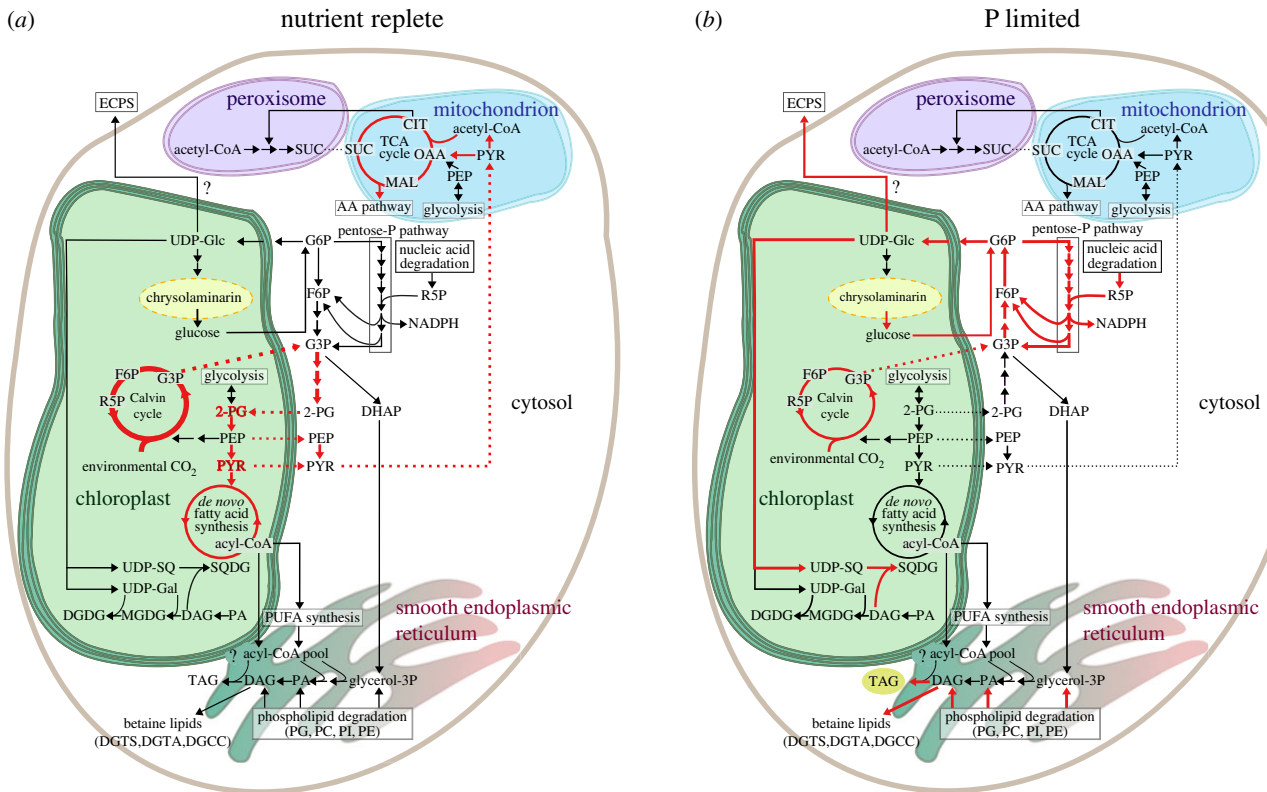 (a)
nutrient replete
ECPS
peroxisome
mitochondrion
CIT
acetyl-CoA
acetyl-CoA
SUC
SUC
TCA
cycle
OAA
PYR
PEP
MAL
AA pathway
glycolysis
?
pentose-P pathway
UDP-Glc
G6P
nucleic acid
degradation
chrysolaminarin
F6P
R5P
glucose
NADPH
G3P
F6P
G3P
glycolysis
R5P
Calvin
cycle
2-PG
2-PG
DHAP
cytosol
PEP
PEP
environmental CO2
PYR
PYR
chloroplast
de novo
fatty acid
synthesis
acyl-CoA
UDP-SQ
SQDG
UDP-Gal
DGDG
MGDG
DAG
PA
PUFA synthesis
smooth endoplasmic
reticulum
?
acyl-CoA pool
TAG
DAG
PA
glycerol-3P
betaine lipids
(DGTS,DGTA,DGCC)
phospholipid degradation
(PG, PC, PI, PE)
(b)
P limited
ECPS
peroxisome
mitochondrion
CIT
acetyl-CoA
acetyl-CoA
SUC
SUC
TCA
cycle
OAA
PYR
PEP
MAL
AA pathway
glycolysis
?
pentose-P pathway
UDP-Glc
G6P
nucleic acid
degradation
chrysolaminarin
F6P
R5P
glucose
NADPH
G3P
F6P
G3P
glycolysis
R5P
Calvin
cycle
2-PG
2-PG
DHAP
cytosol
PEP
PEP
environmental CO2
PYR
PYR
chloroplast
de novo
fatty acid
synthesis
acyl-CoA
UDP-SQ
SQDG
UDP-Gal
DGDG
MGDG
DAG
PA
PUFA synthesis
smooth endoplasmic
reticulum
?
acyl-CoA pool
TAG
DAG
PA
glycerol-3P
betaine lipids
(DGTS,DGTA,DGCC)
phospholipid degradation
(PG, PC, PI, PE)